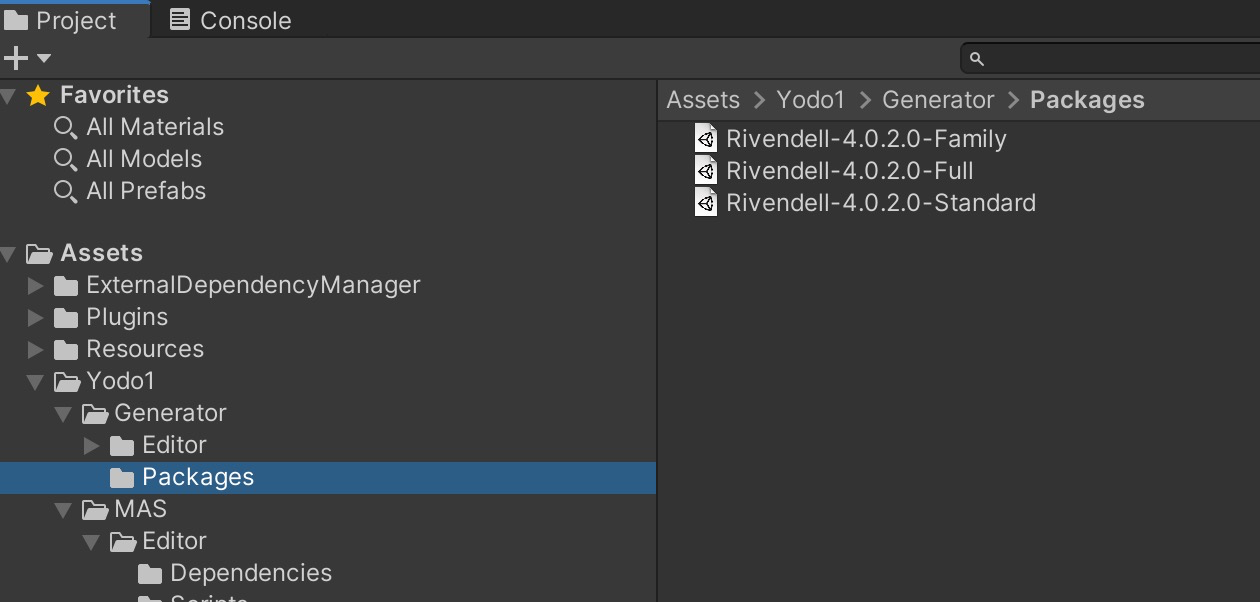 Project
Console
Favorites
All Materials
All Models
All Prefabs
Assets
ExternalDependencyManager
Plugins
Resources
Yodo1
Generator
Editor
Packages
MAS
Editor
Dependencies
Scripts
Assets > Yodo1 > Generator > Packages
Rivendell-4.0.2.0-Family
Rivendell-4.0.2.0-Full
Rivendell-4.0.2.0-Standard